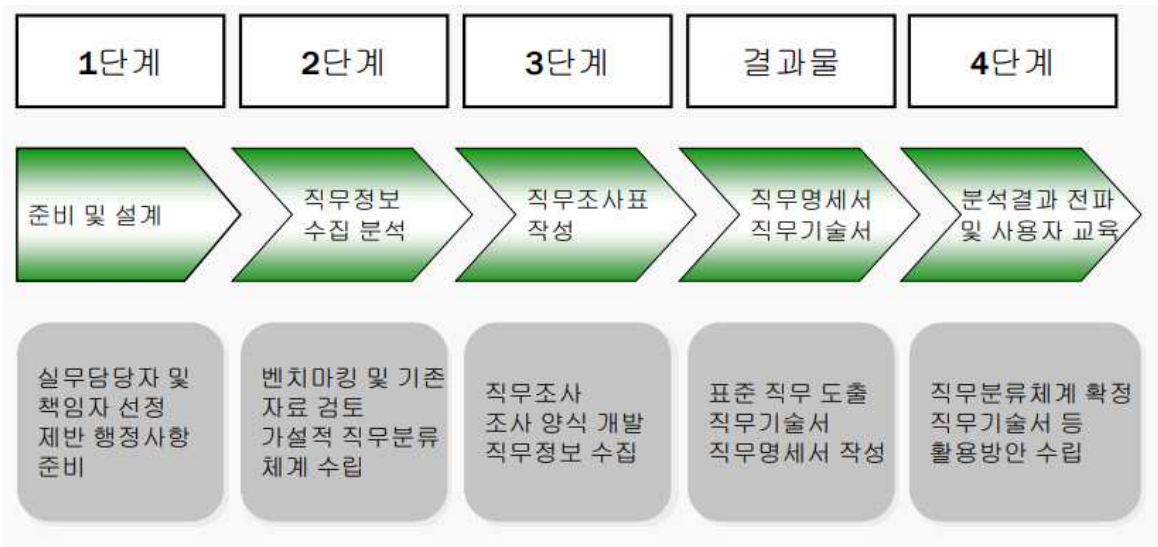 1단계
2단계
3단계
결과물
4단계
준비 및 설계
직무정보
수집 분석
직무조사표
작성
직무명세서
직무기술서
분석결과 전파
및 사용자 교육
실무담당자 및
책임자 선정
제반 행정사항
준비
벤치마킹 및 기존
자료 검토
가설적 직무분류
체계 수립
직무조사
조사 양식 개발
직무정보 수집
표준 직무 도출
직무기술서
직무명세서 작성
직무분류체계 확정
직무기술서 등
활용방안 수립